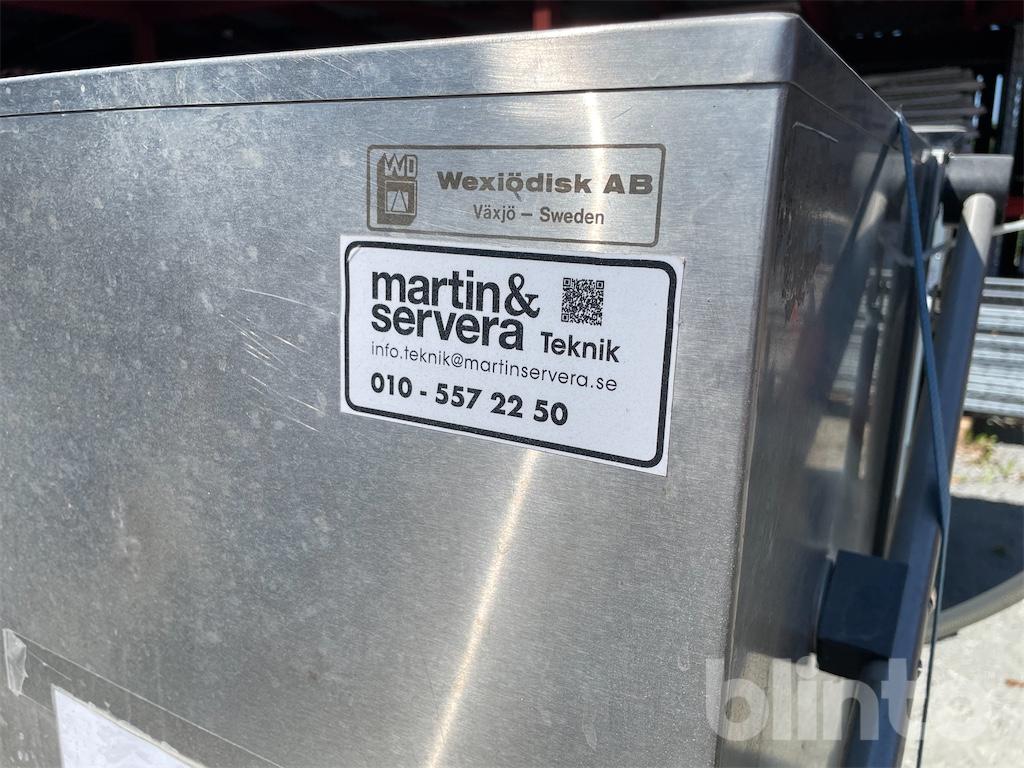 WD
Wexiödisk AB
Växjö – Sweden
martin&
servera Teknik
info.teknik@martinservera.se
010 - 557 22 50
blinto